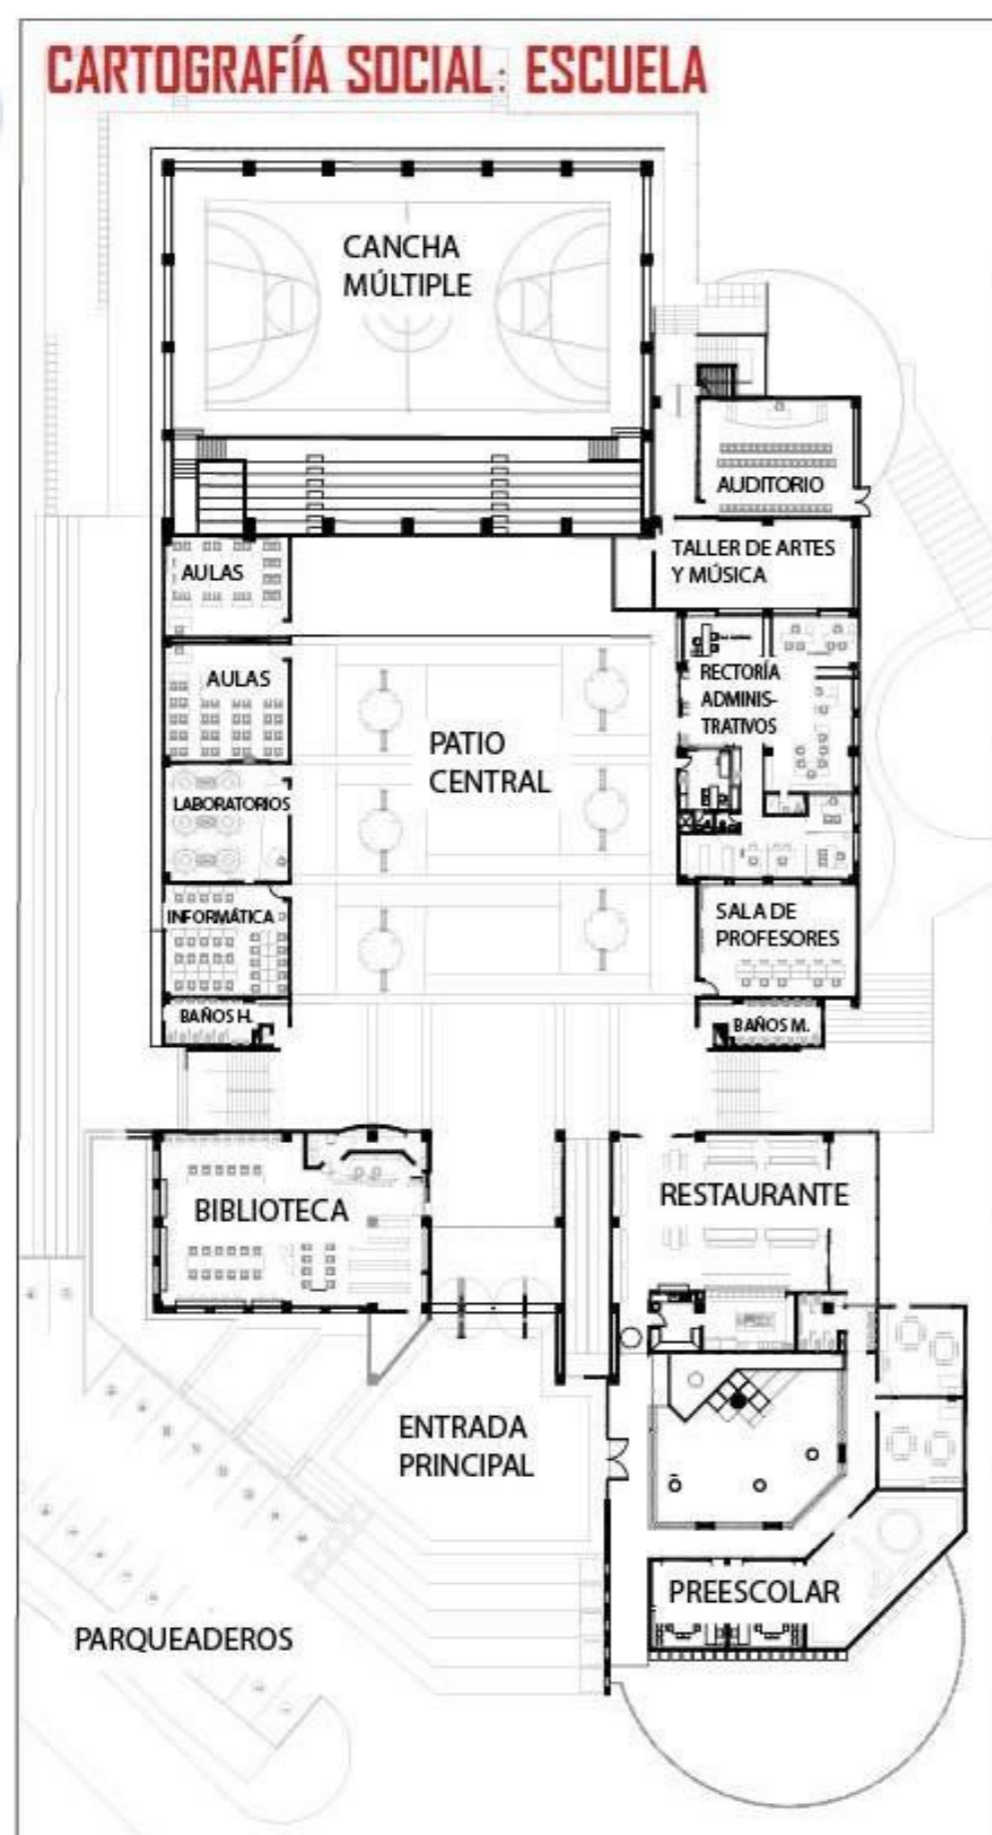 CARTOGRAFÍA SOCIAL: ESCUELA
CANCHA
MÚLTIPLE
AUDITORIO
TALLER DE ARTES
Y MÚSICA
AULAS
AULAS
RECTORÍA
ADMINIS-
TRATIVOS
PATIO
CENTRAL
LABORATORIOS
INFORMÁTICA
SALA DE
PROFESORES
BAÑOS H.
BAÑOS M.
BIBLIOTECA
RESTAURANTE
ENTRADA
PRINCIPAL
PREESCOLAR
PARQUEADEROS